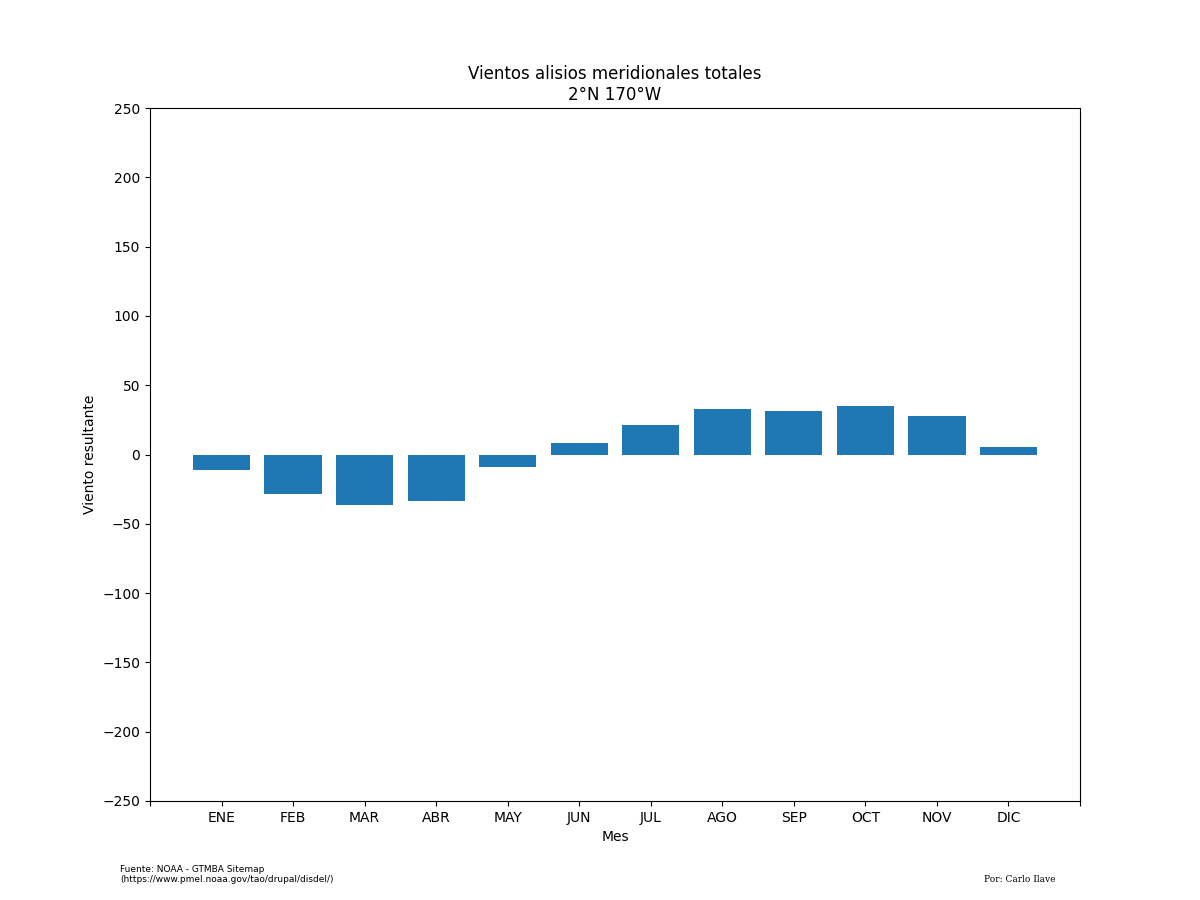 Vientos alisios meridionales totales
2°N 170°W
250
200
150
100
50
0
−50
−100
−150
−200
−250
Viento resultante
ENE FEB MAR ABR MAY JUN JUL AGO SEP OCT NOV DIC
Mes
Fuente: NOAA - GTMBA Sitemap
(https://www.pmel.noaa.gov/tao/drupal/disdel/)
Por: Carlo Ilave